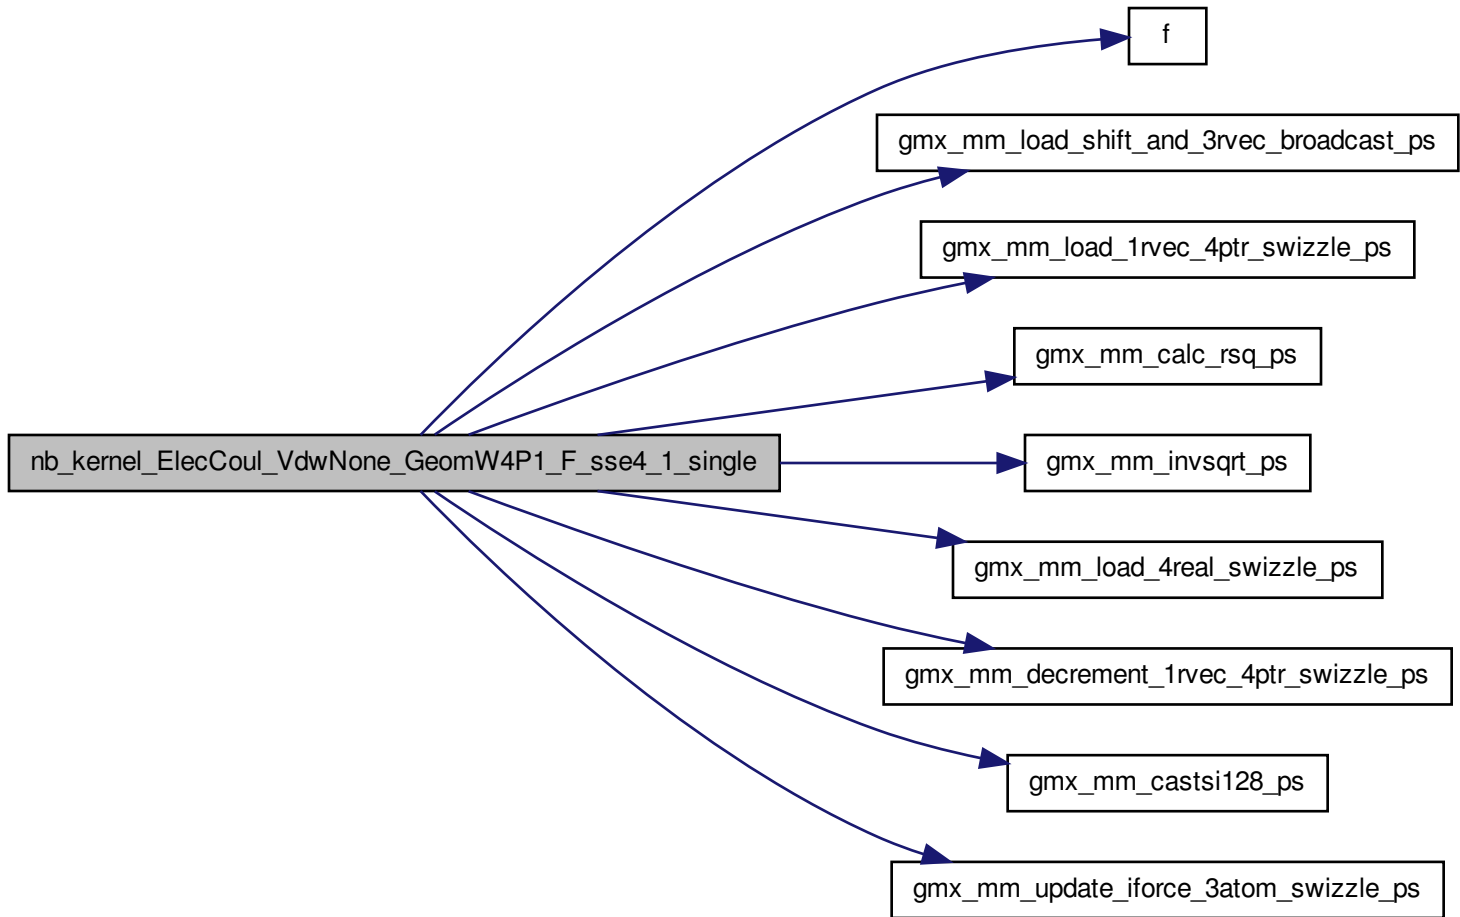 f
gmx_mm_load_shift_and_3rvec_broadcast_ps
gmx_mm_load_1rvec_4ptr_swizzle_ps
gmx_mm_calc_rsq_ps
nb_kernel_ElecCoul_VdwNone_GeomW4P1_F_sse4_1_single
gmx_mm_invsqrt_ps
gmx_mm_load_4real_swizzle_ps
gmx_mm_decrement_1rvec_4ptr_swizzle_ps
gmx_mm_castsi128_ps
gmx_mm_update_iforce_3atom_swizzle_ps